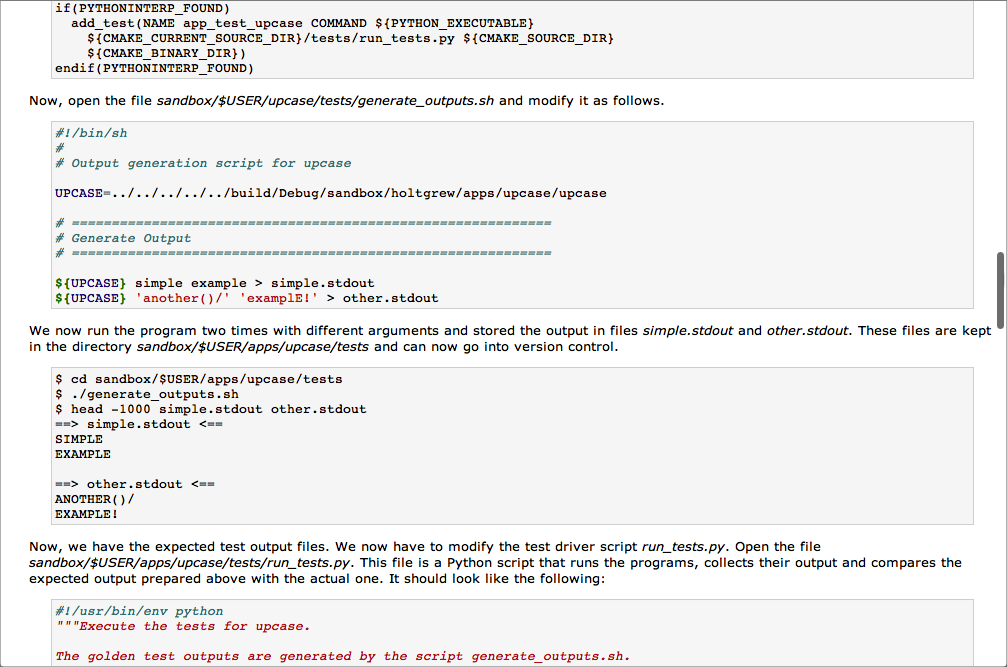 if(PYTHONINTERP_FOUND)
  add_test(NAME app_test_upcase COMMAND ${PYTHON_EXECUTABLE}
    ${CMAKE_CURRENT_SOURCE_DIR}/tests/run_tests.py ${CMAKE_SOURCE_DIR}
    ${CMAKE_BINARY_DIR})
endif(PYTHONINTERP_FOUND)
Now, open the file sandbox/$USER/upcase/tests/generate_outputs.sh and modify it as follows.
#!/bin/sh
#
# Output generation script for upcase
UPCASE=../../../../../build/Debug/sandbox/holtgrew/apps/upcase/upcase
# ============================================================
# Generate Output
# ============================================================
${UPCASE} simple example > simple.stdout
${UPCASE} 'another()/' 'examplE!' > other.stdout
We now run the program two times with different arguments and stored the output in files simple.stdout and other.stdout. These files are kept
in the directory sandbox/$USER/apps/upcase/tests and can now go into version control.
$ cd sandbox/$USER/apps/upcase/tests
$ ./generate_outputs.sh
$ head -1000 simple.stdout other.stdout
==> simple.stdout <==
SIMPLE
EXAMPLE
==> other.stdout <==
ANOTHER()/
EXAMPLE!
Now, we have the expected test output files. We now have to modify the test driver script run_tests.py. Open the file
sandbox/$USER/apps/upcase/tests/run_tests.py. This file is a Python script that runs the programs, collects their output and compares the
expected output prepared above with the actual one. It should look like the following:
#!/usr/bin/env python
"""Execute the tests for upcase.
The golden test outputs are generated by the script generate_outputs.sh.